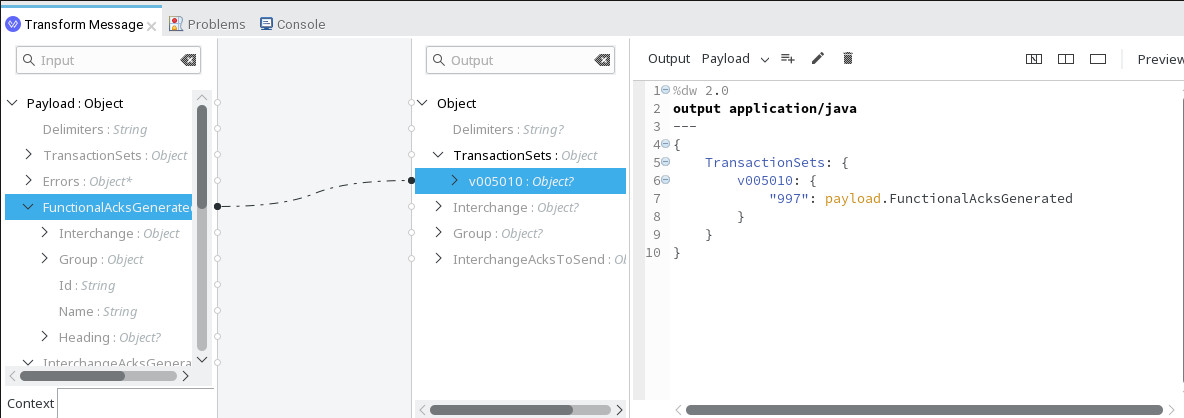 Transform Message
Problems
Console
Input
Payload : Object
Delimiters : String
TransactionSets : Object
Errors : Object*
FunctionalAcksGenerated
Interchange : Object
Group : Object
Id : String
Name : String
Heading : Object?
InterchangeAcksGenera
Context
Output
Object
Delimiters : String?
TransactionSets : Object
v005010 : Object?
Interchange : Object?
Group : Object?
InterchangeAcksToSend : Ob
Output Payload
Preview
1 %dw 2.0
2 output application/java
3 ---
4 {
5 TransactionSets: {
6 v005010: {
7 "997": payload.FunctionalAcksGenerated
8 }
9 }
10 }